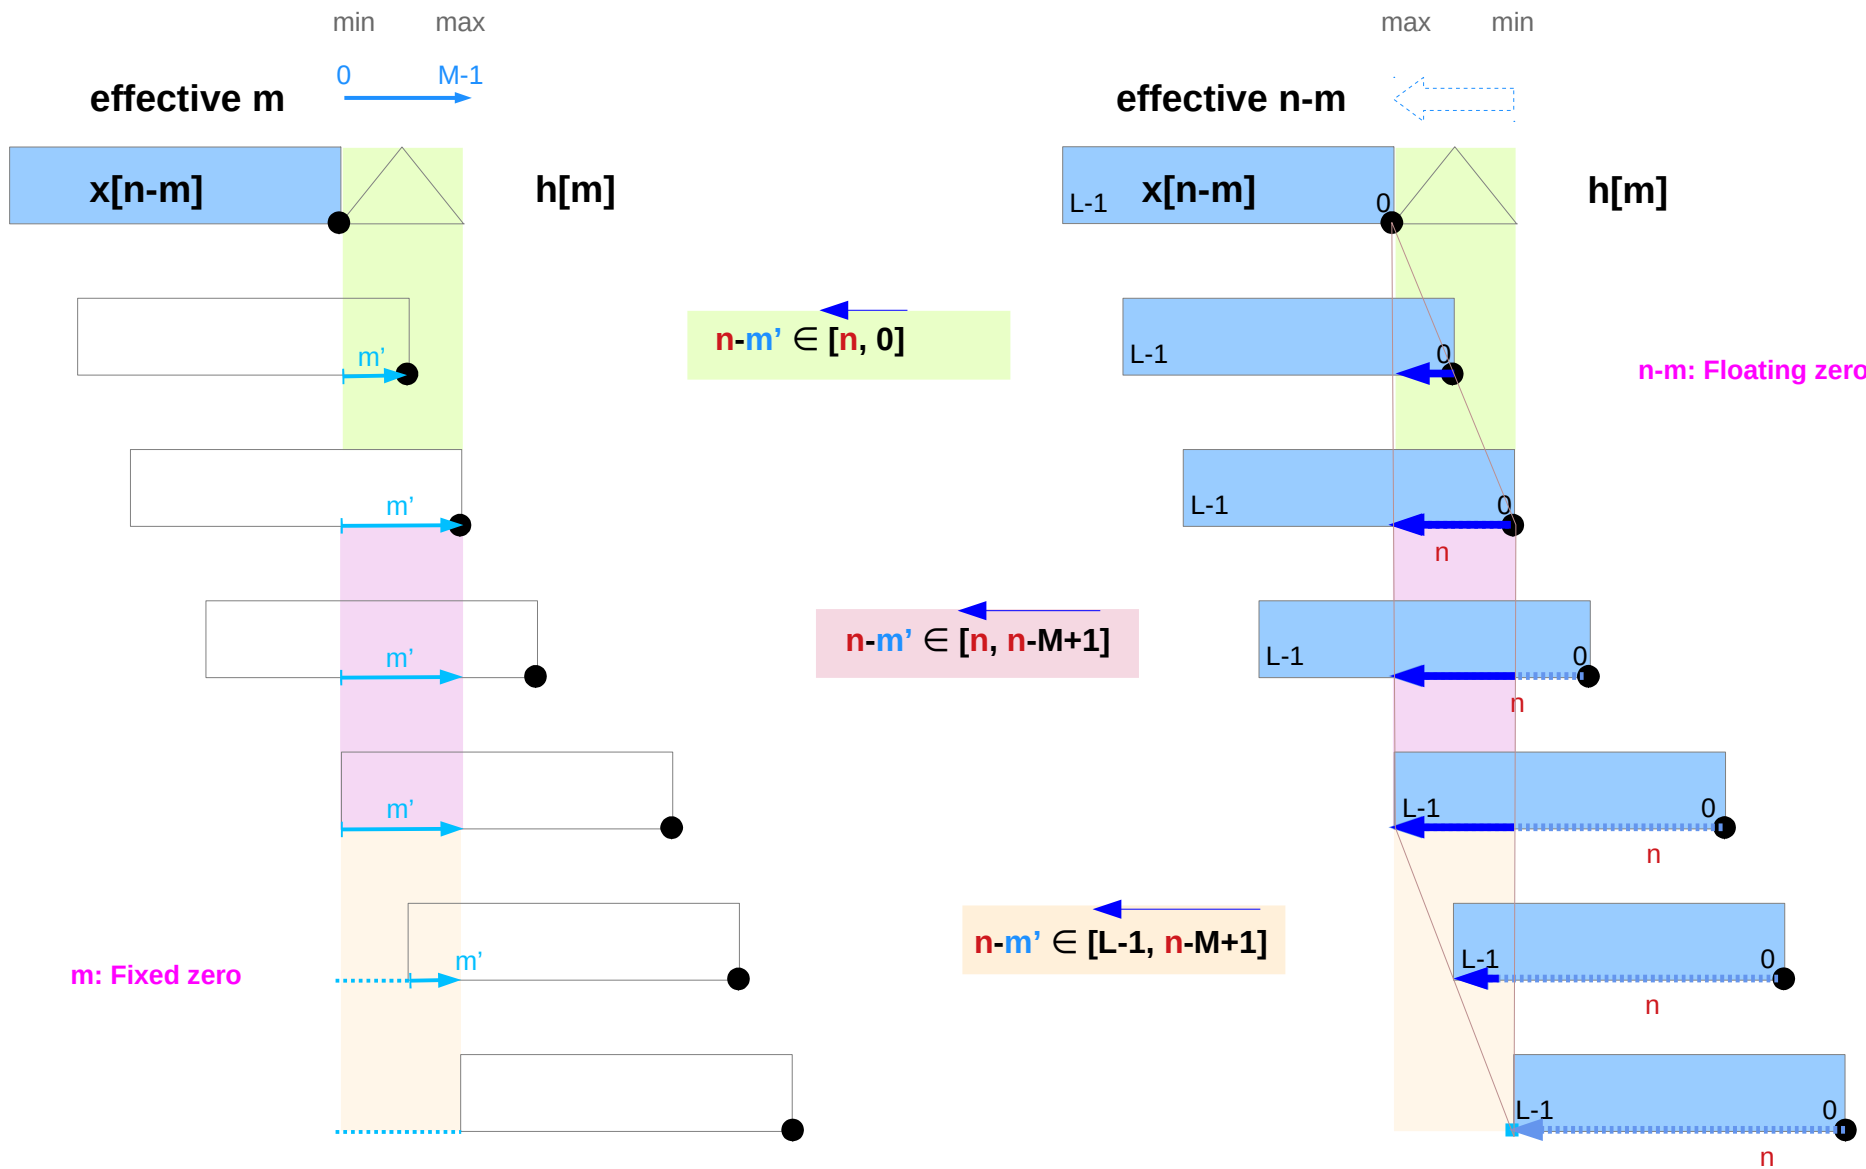 min max max min
0 M-1
effective m effective n-m
x[n-m] h[m] L-1 x[n-m] 0 h[m]
n-m’ ∈ [n, 0]
m’ L-1 0
n-m: Floating zero
m’ L-1 0
n
n-m’ ∈ [n, n-M+1]
m’ L-1 0
n
m’ L-1 0
n
n-m’ ∈ [L-1, n-M+1]
m: Fixed zero m’ L-1 0
n
L-1 0
n